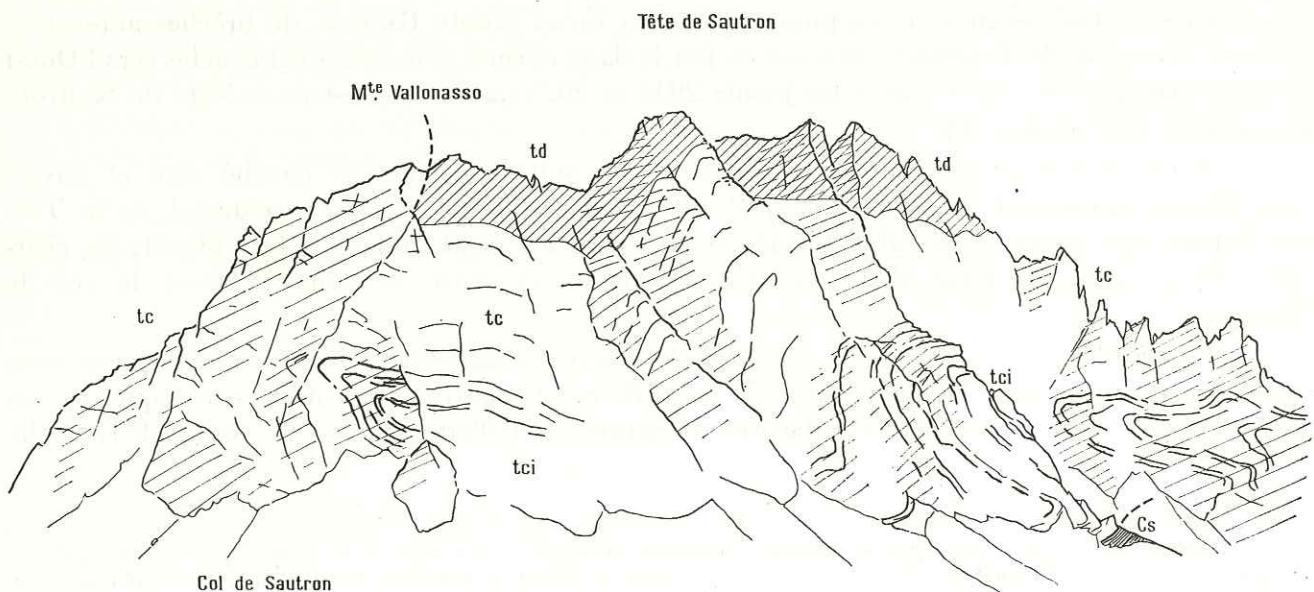 Tête de Sautron
Mte. Vallonasso
td
td
tc
tc
tc
tci
tci
Cs
Col de Sautron